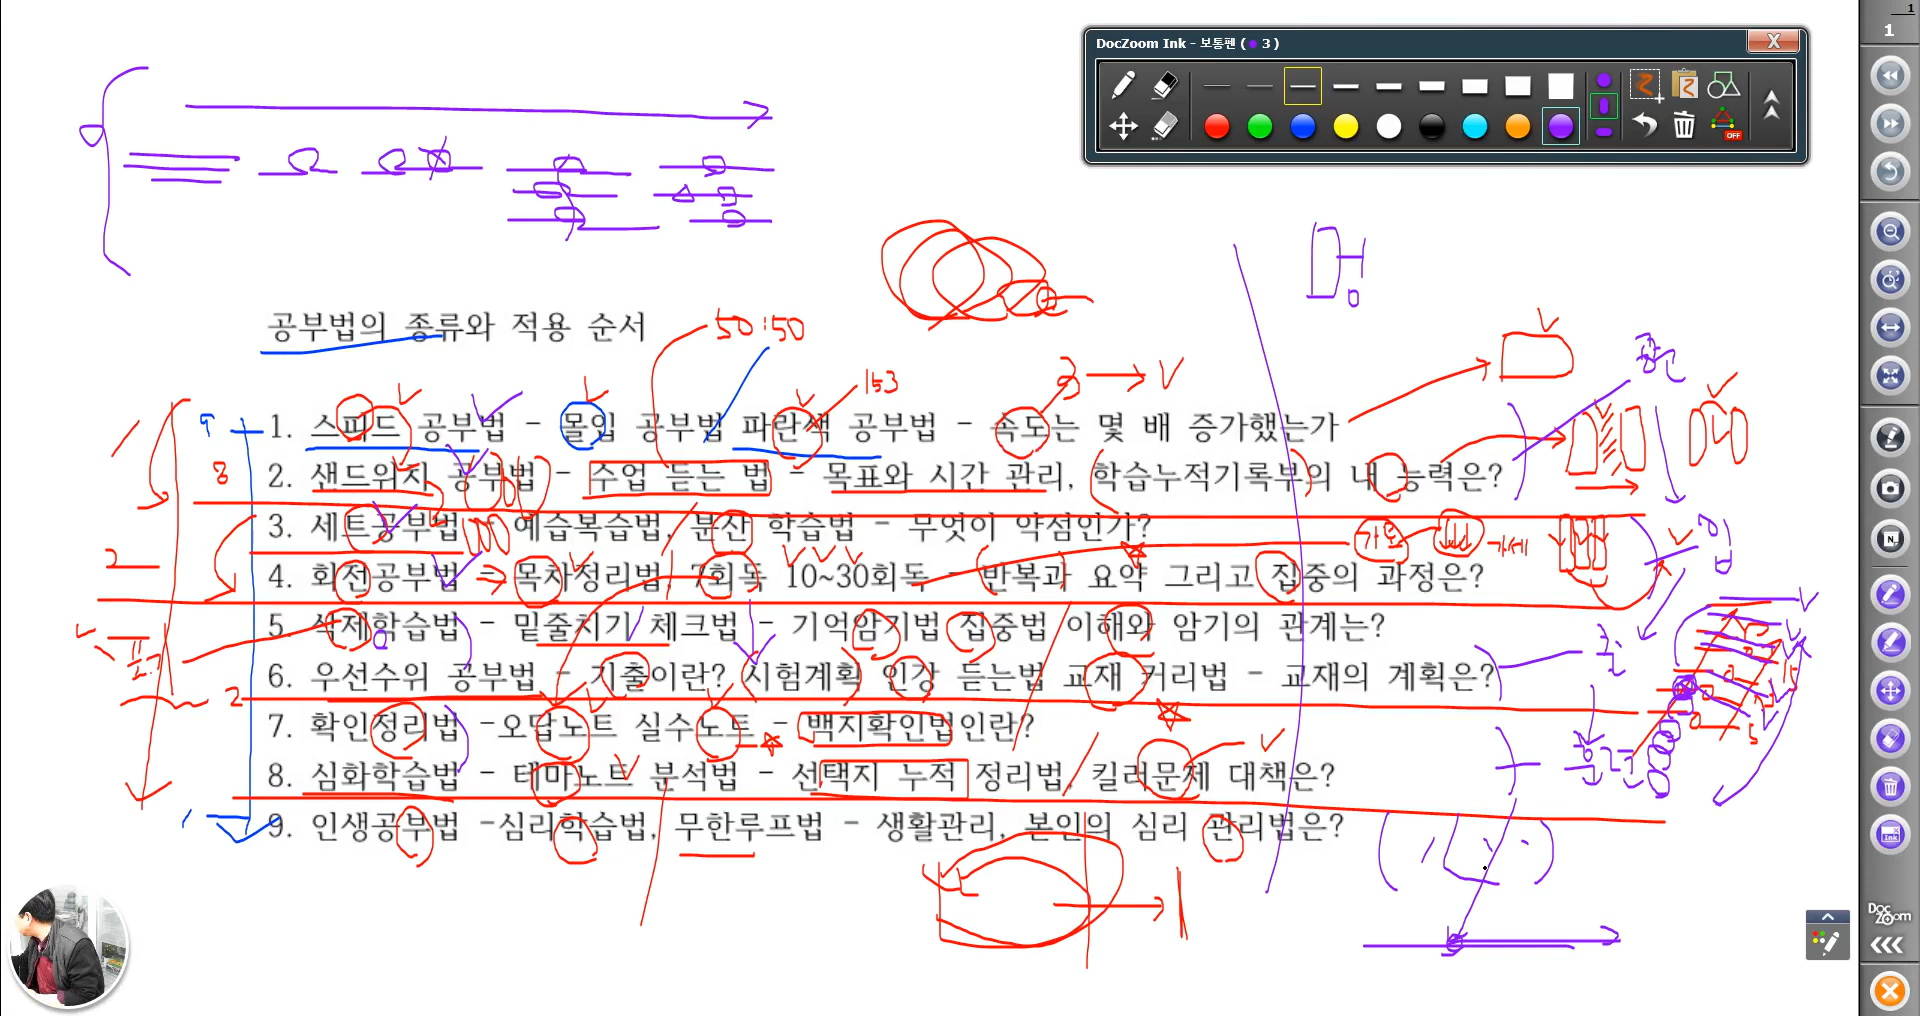 1
1
DocZoom Ink - 보통펜 ( 3 )
OFF
50:50
공부법의 종류와 적용 순서
153
1. 스피드 공부법 - 몰입 공부법 파란색 공부법 - 속도는 몇 배 증가했는가
8
2. 샌드위치 공부법 - 수업 듣는 법 - 목표와 시간 관리, 학습누적기록부의 내 능력은?
3. 세트공부법 - 예습복습법, 분산 학습법 - 무엇이 약점인가?
4. 회전공부법 - 목차정리법, 7회독 10~30회독 - 반복과 요약 그리고 집중의 과정은?
5. 삭제학습법 - 밑줄치기 체크법 - 기억암기법 집중법 이해와 암기의 관계는?
6. 우선수위 공부법 - 기출이란? 시험계획 인강 듣는법 교재 커리법 - 교재의 계획은?
2
7. 확인정리법 -오답노트 실수노트 - 백지확인법인란?
8. 심화학습법 - 테마노트 분석법 - 선택지 누적 정리법, 킬러문제 대책은?
9. 인생공부법 -심리학습법, 무한루프법 - 생활관리, 본인의 심리 관리법은?
Doc Zoom